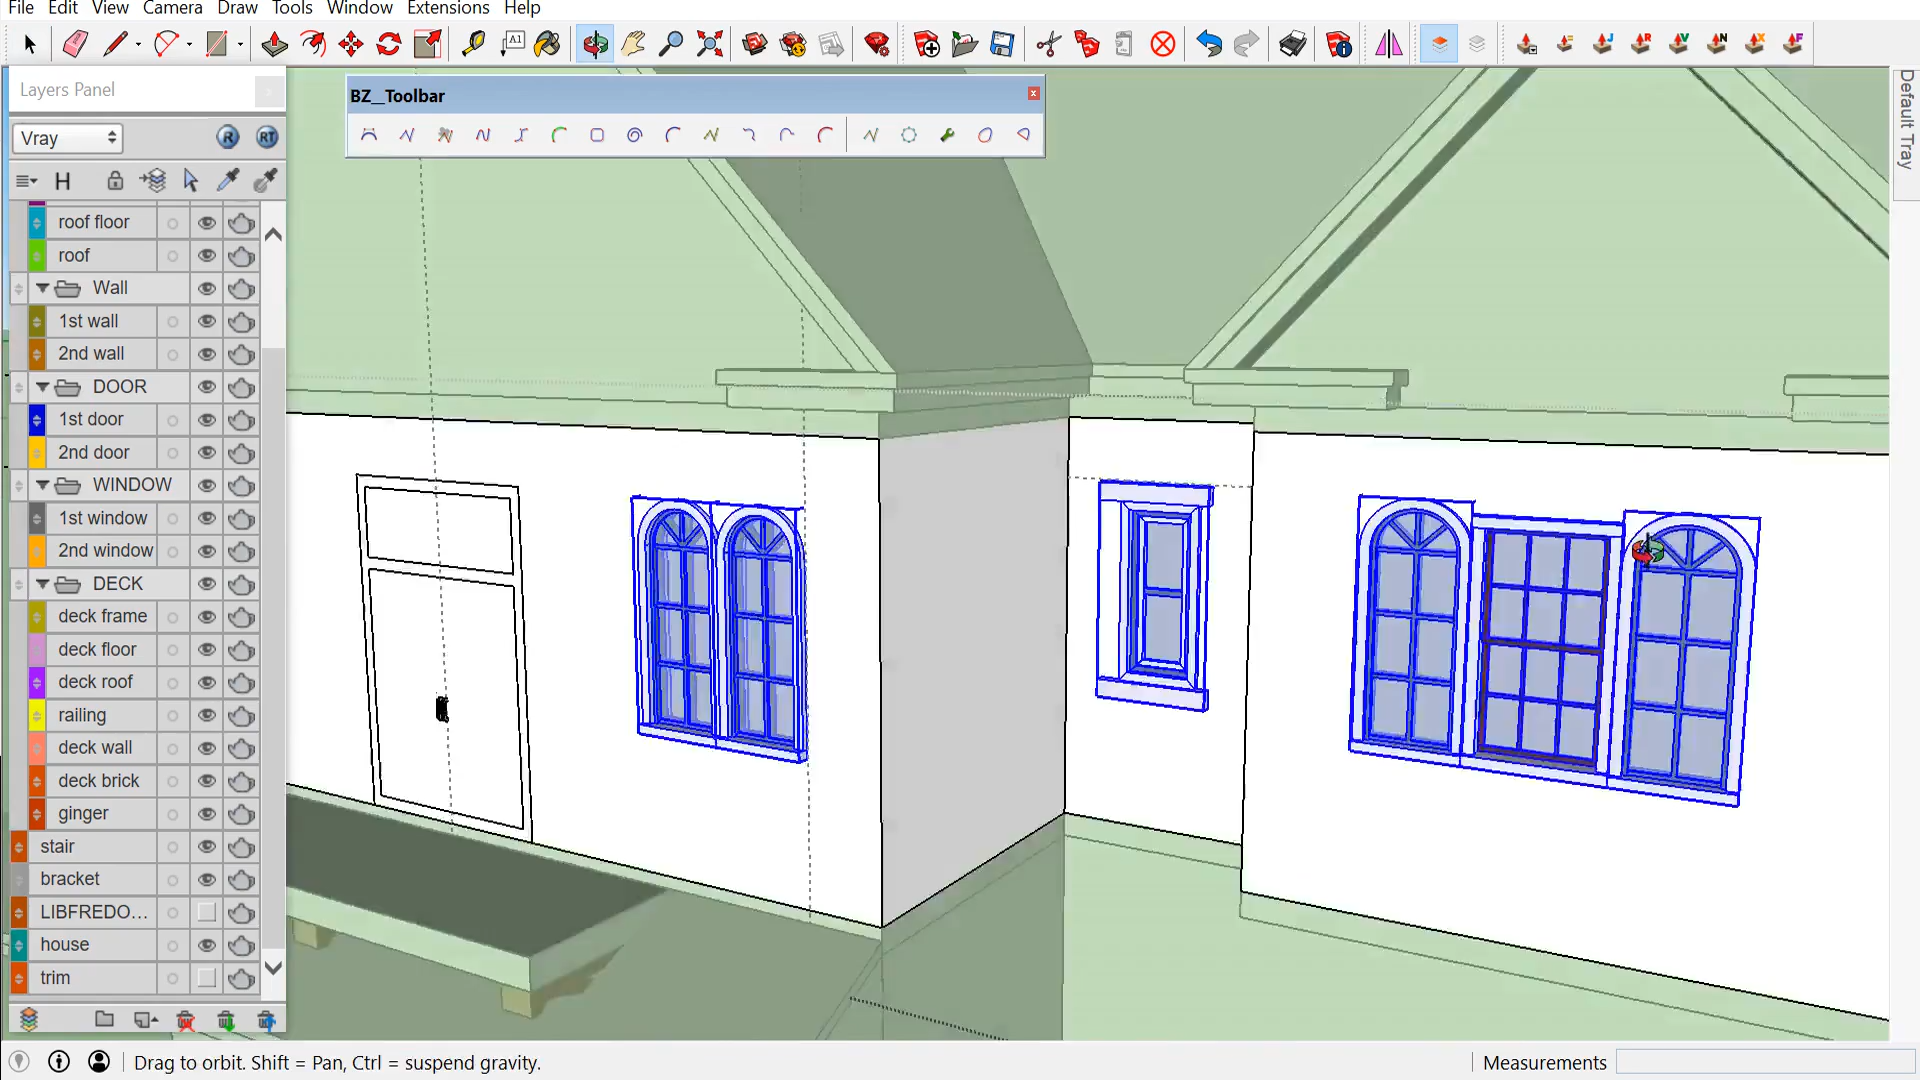 File Edit View Camera Draw Tools Window Extensions Help
A1
Layers Panel
BZ__Toolbar
Default Tray
Vray
R RT
H
roof floor
roof
Wall
1st wall
2nd wall
DOOR
1st door
2nd door
WINDOW
1st window
2nd window
DECK
deck frame
deck floor
deck roof
railing
deck wall
deck brick
ginger
stair
bracket
LIBFREDO...
house
trim
Drag to orbit. Shift = Pan, Ctrl = suspend gravity.
Measurements